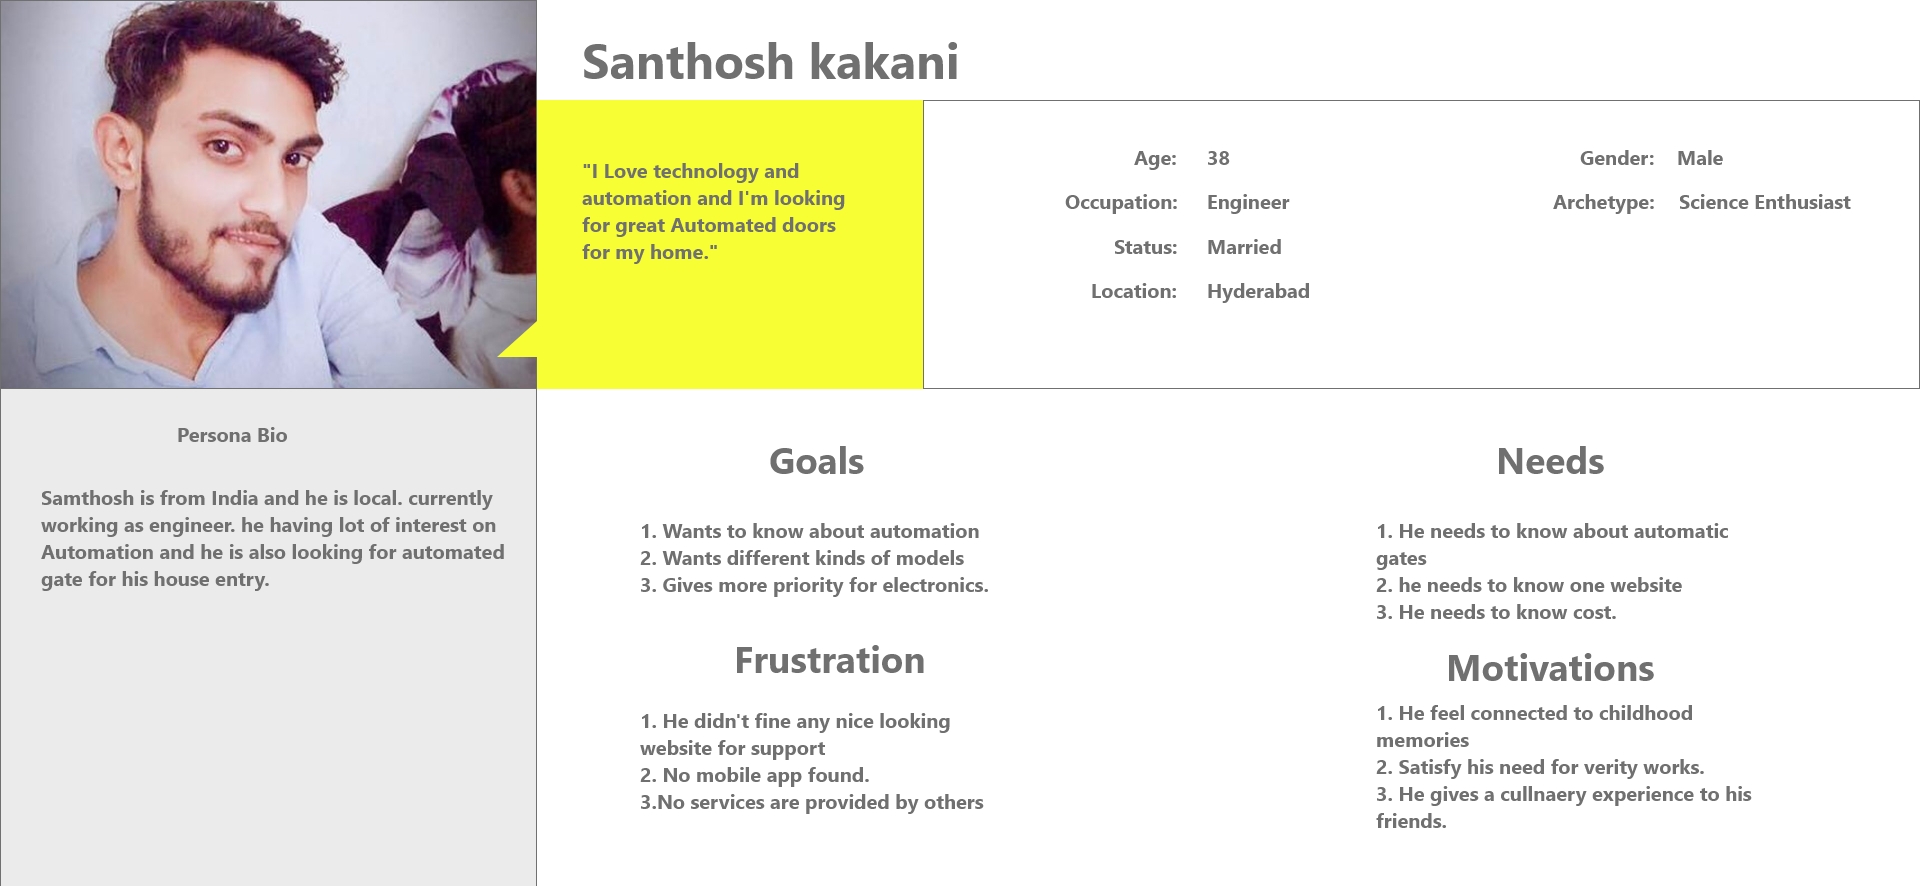 Santhosh kakani
"I Love technology and
automation and I'm looking
for great Automated doors
for my home."
Age: 38
Occupation: Engineer
Status: Married
Location: Hyderabad
Gender: Male
Archetype: Science Enthusiast
Persona Bio
Samthosh is from India and he is local. currently
working as engineer. he having lot of interest on
Automation and he is also looking for automated
gate for his house entry.
Goals
1. Wants to know about automation
2. Wants different kinds of models
3. Gives more priority for electronics.
Needs
1. He needs to know about automatic
gates
2. he needs to know one website
3. He needs to know cost.
Frustration
1. He didn't fine any nice looking
website for support
2. No mobile app found.
3.No services are provided by others
Motivations
1. He feel connected to childhood
memories
2. Satisfy his need for verity works.
3. He gives a cullnaery experience to his
friends.